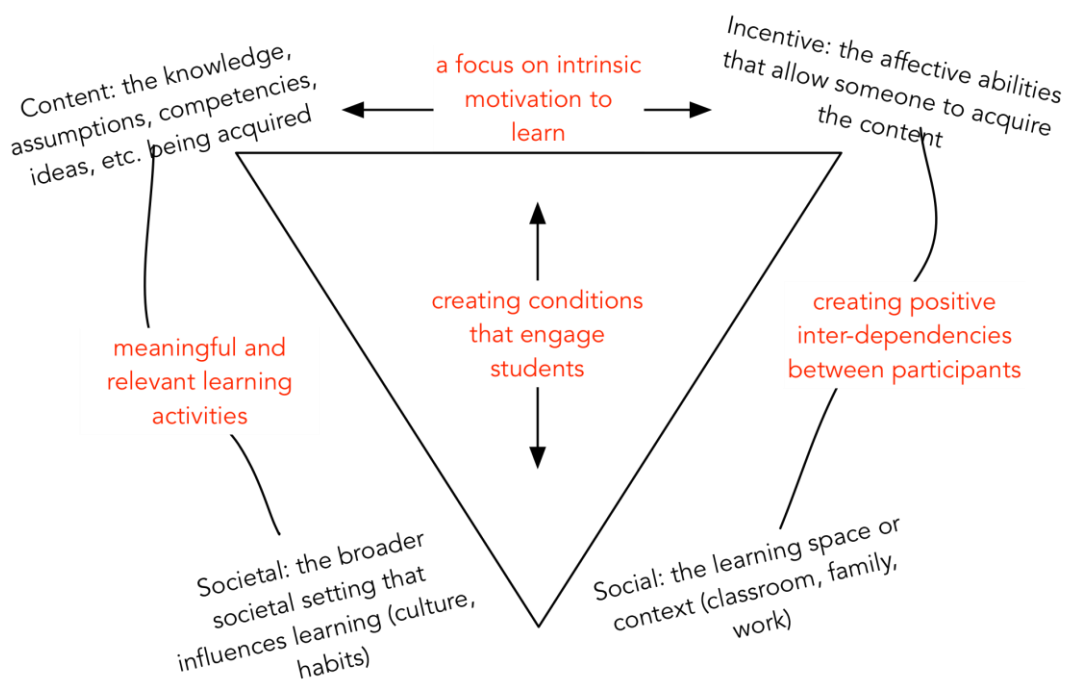 Content: the knowledge,
assumptions, competencies,
ideas, etc. being acquired
a focus on intrinsic
motivation to
learn
Incentive: the affective abilities
that allow someone to acquire
the content
creating conditions
that engage
students
meaningful and
relevant learning
activities
creating positive
inter-dependencies
between participants
Societal: the broader
societal setting that
influences learning (culture,
habits)
Social: the learning space or
context (classroom, family,
work)